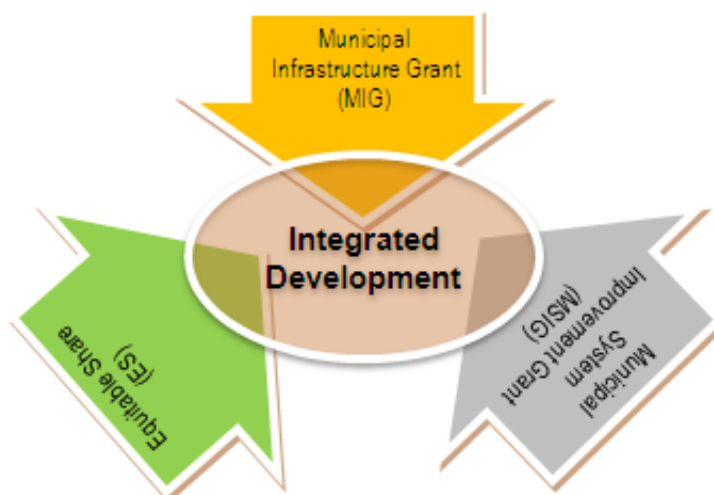 Municipal
Infrastructure Grant
(MIG)
Integrated
Development
Equitable Share
(ES)
Municipal
System
Improvement Grant
(MSIG)